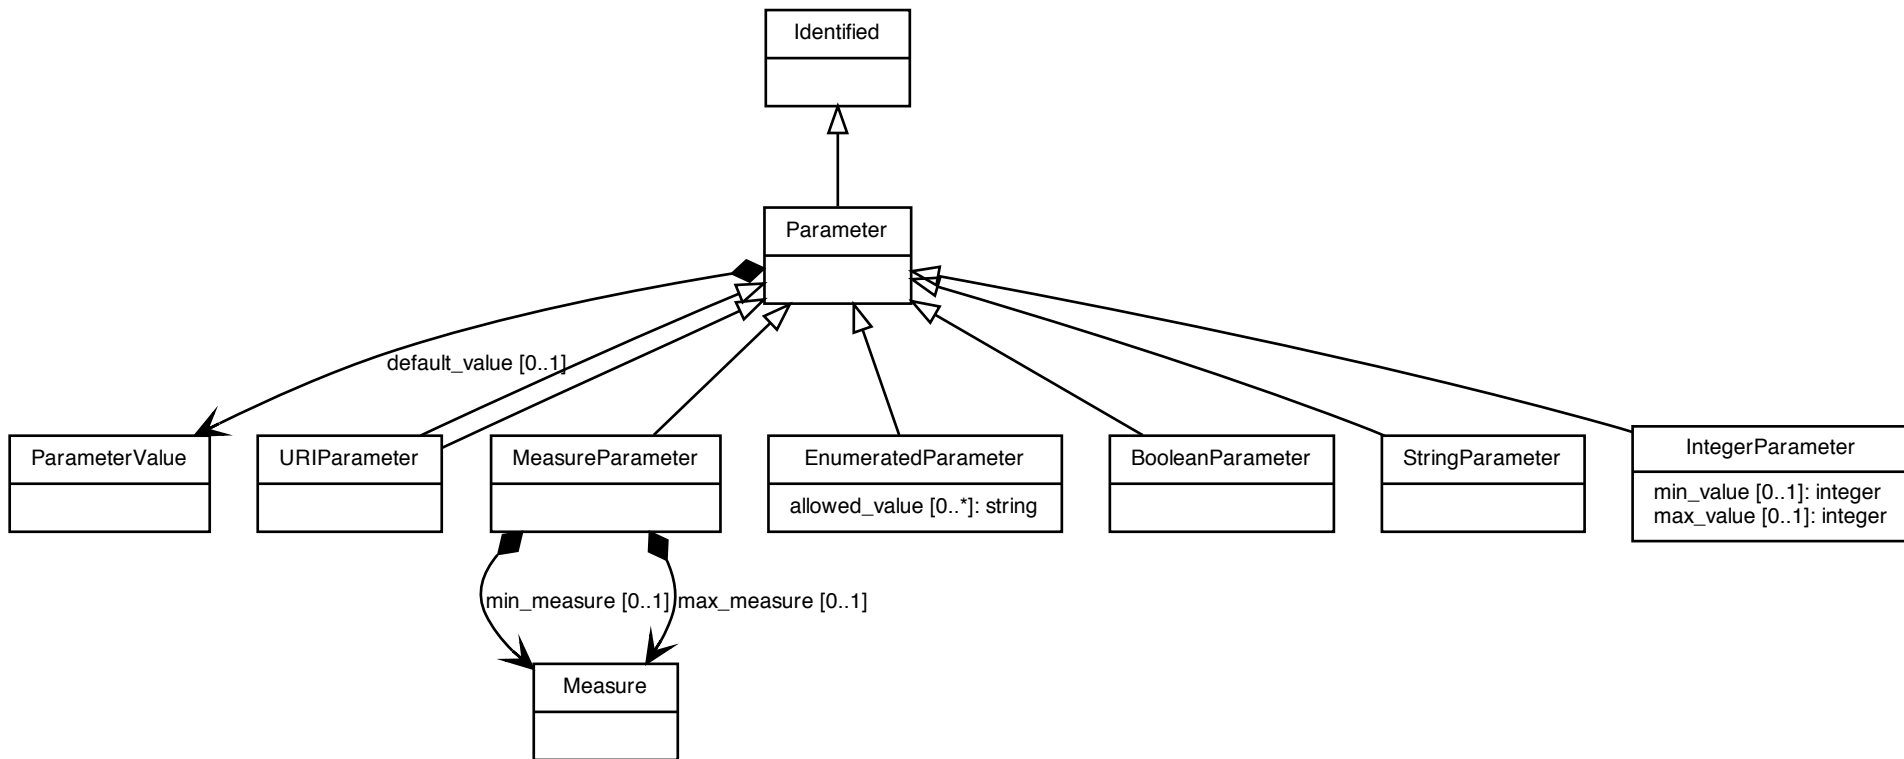 Identified
Parameter
default_value [0..1]
ParameterValue
URIParameter
MeasureParameter
EnumeratedParameter
allowed_value [0..*]: string
BooleanParameter
StringParameter
IntegerParameter
min_value [0..1]: integer
max_value [0..1]: integer
min_measure [0..1]
max_measure [0..1]
Measure